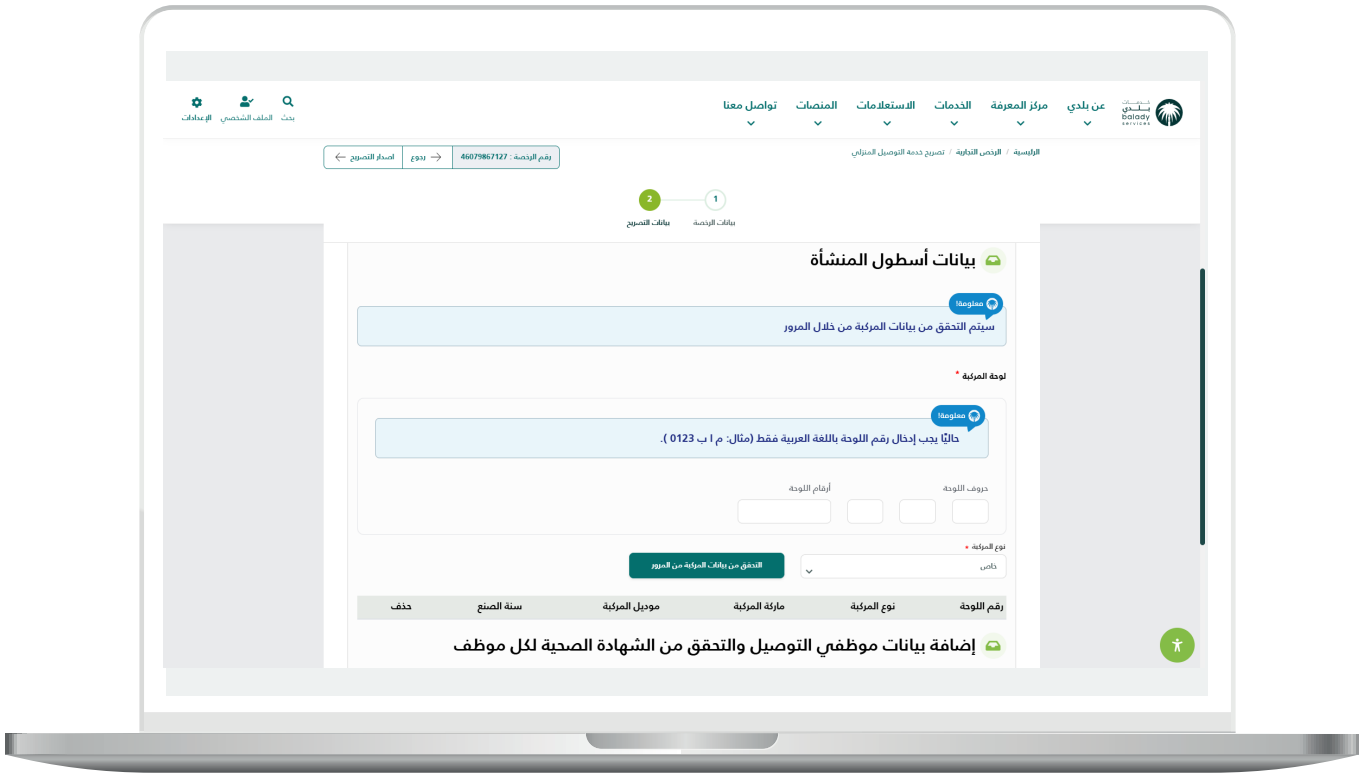 خدمات
بلدي
balady
services
عن بلدي
مركز المعرفة
الخدمات
الاستعلامات
المنصات
تواصل معنا
بحث
الملف الشخصي
الإعدادات
الرئيسية / الرخص التجارية / تصريح خدمة التوصيل المنزلي
رقم الرخصة : 46079867127
رجوع
اصدار التصريح
1
2
بيانات الرخصة
بيانات التصريح
بيانات أسطول المنشأة
معلومة!
سيتم التحقق من بيانات المركبة من خلال المرور
لوحة المركبة *
معلومة!
حاليًا يجب إدخال رقم اللوحة باللغة العربية فقط (مثال: م ا ب 0123 ).
حروف اللوحة
أرقام اللوحة
نوع المركبة *
خاص
التحقق من بيانات المركبة من المرور
رقم اللوحة نوع المركبة ماركة المركبة موديل المركبة سنة الصنع حذف
إضافة بيانات موظفي التوصيل والتحقق من الشهادة الصحية لكل موظف